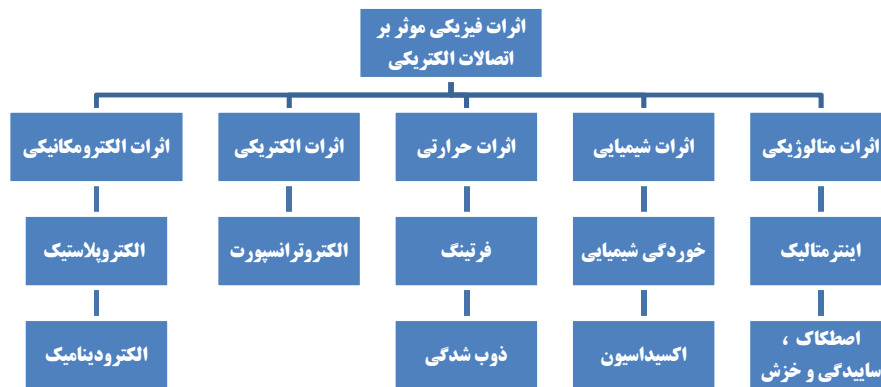 اثرات فیزیکی موثر بر
اتصالات الکتریکی
اثرات متالوژیکی
اثرات شیمیایی
اثرات حرارتی
اثرات الکتریکی
اثرات الکترومکانیکی
اینترمتالیک
خوردگی شیمیایی
فرتینگ
الکتروترانسپورت
الکتروپلاستیک
اصطکاک ،
ساییدگی و خزش
اکسیداسیون
ذوب شدگی
الکترودینامیک